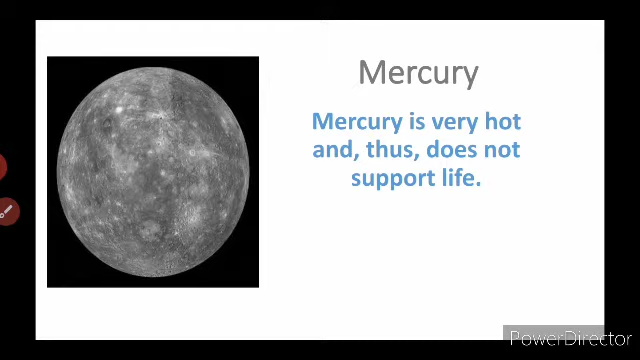 Mercury
Mercury is very hot
and, thus, does not
support life.
PowerDirector